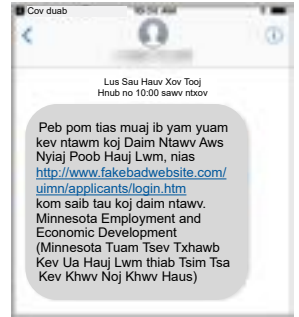 Cov duab
Lus Sau Hauv Xov Tooj
Hnub no 10:00 sawv ntxov
Peb pom tias muaj ib yam yuam
kev ntawm koj Daim Ntawv Aws
Nyiaj Poob Hauj Lwm, nias
http://www.fakebadwebsite.com/
uimn/applicants/login.htm
kom saib tau koj daim ntawv.
Minnesota Employment and
Economic Development
(Minnesota Tuam Tsev Txhawb
Kev Ua Hauj Lwm thiab Tsim Tsa
Kev Khwv Noj Khwv Haus)